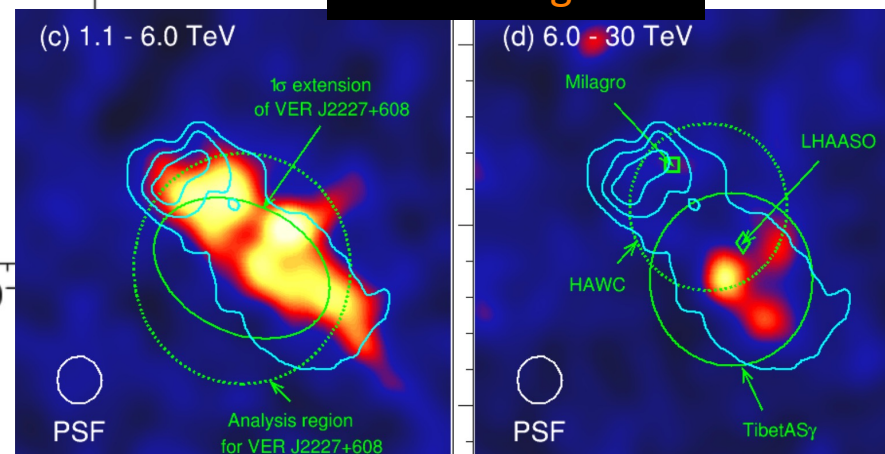 (c) 1.1 - 6.0 TeV
1σ extension
of VER J2227+608
PSF
Analysis region
for VER J2227+608
(d) 6.0 - 30 TeV
Milagro
LHAASO
HAWC
PSF
TibetASγ